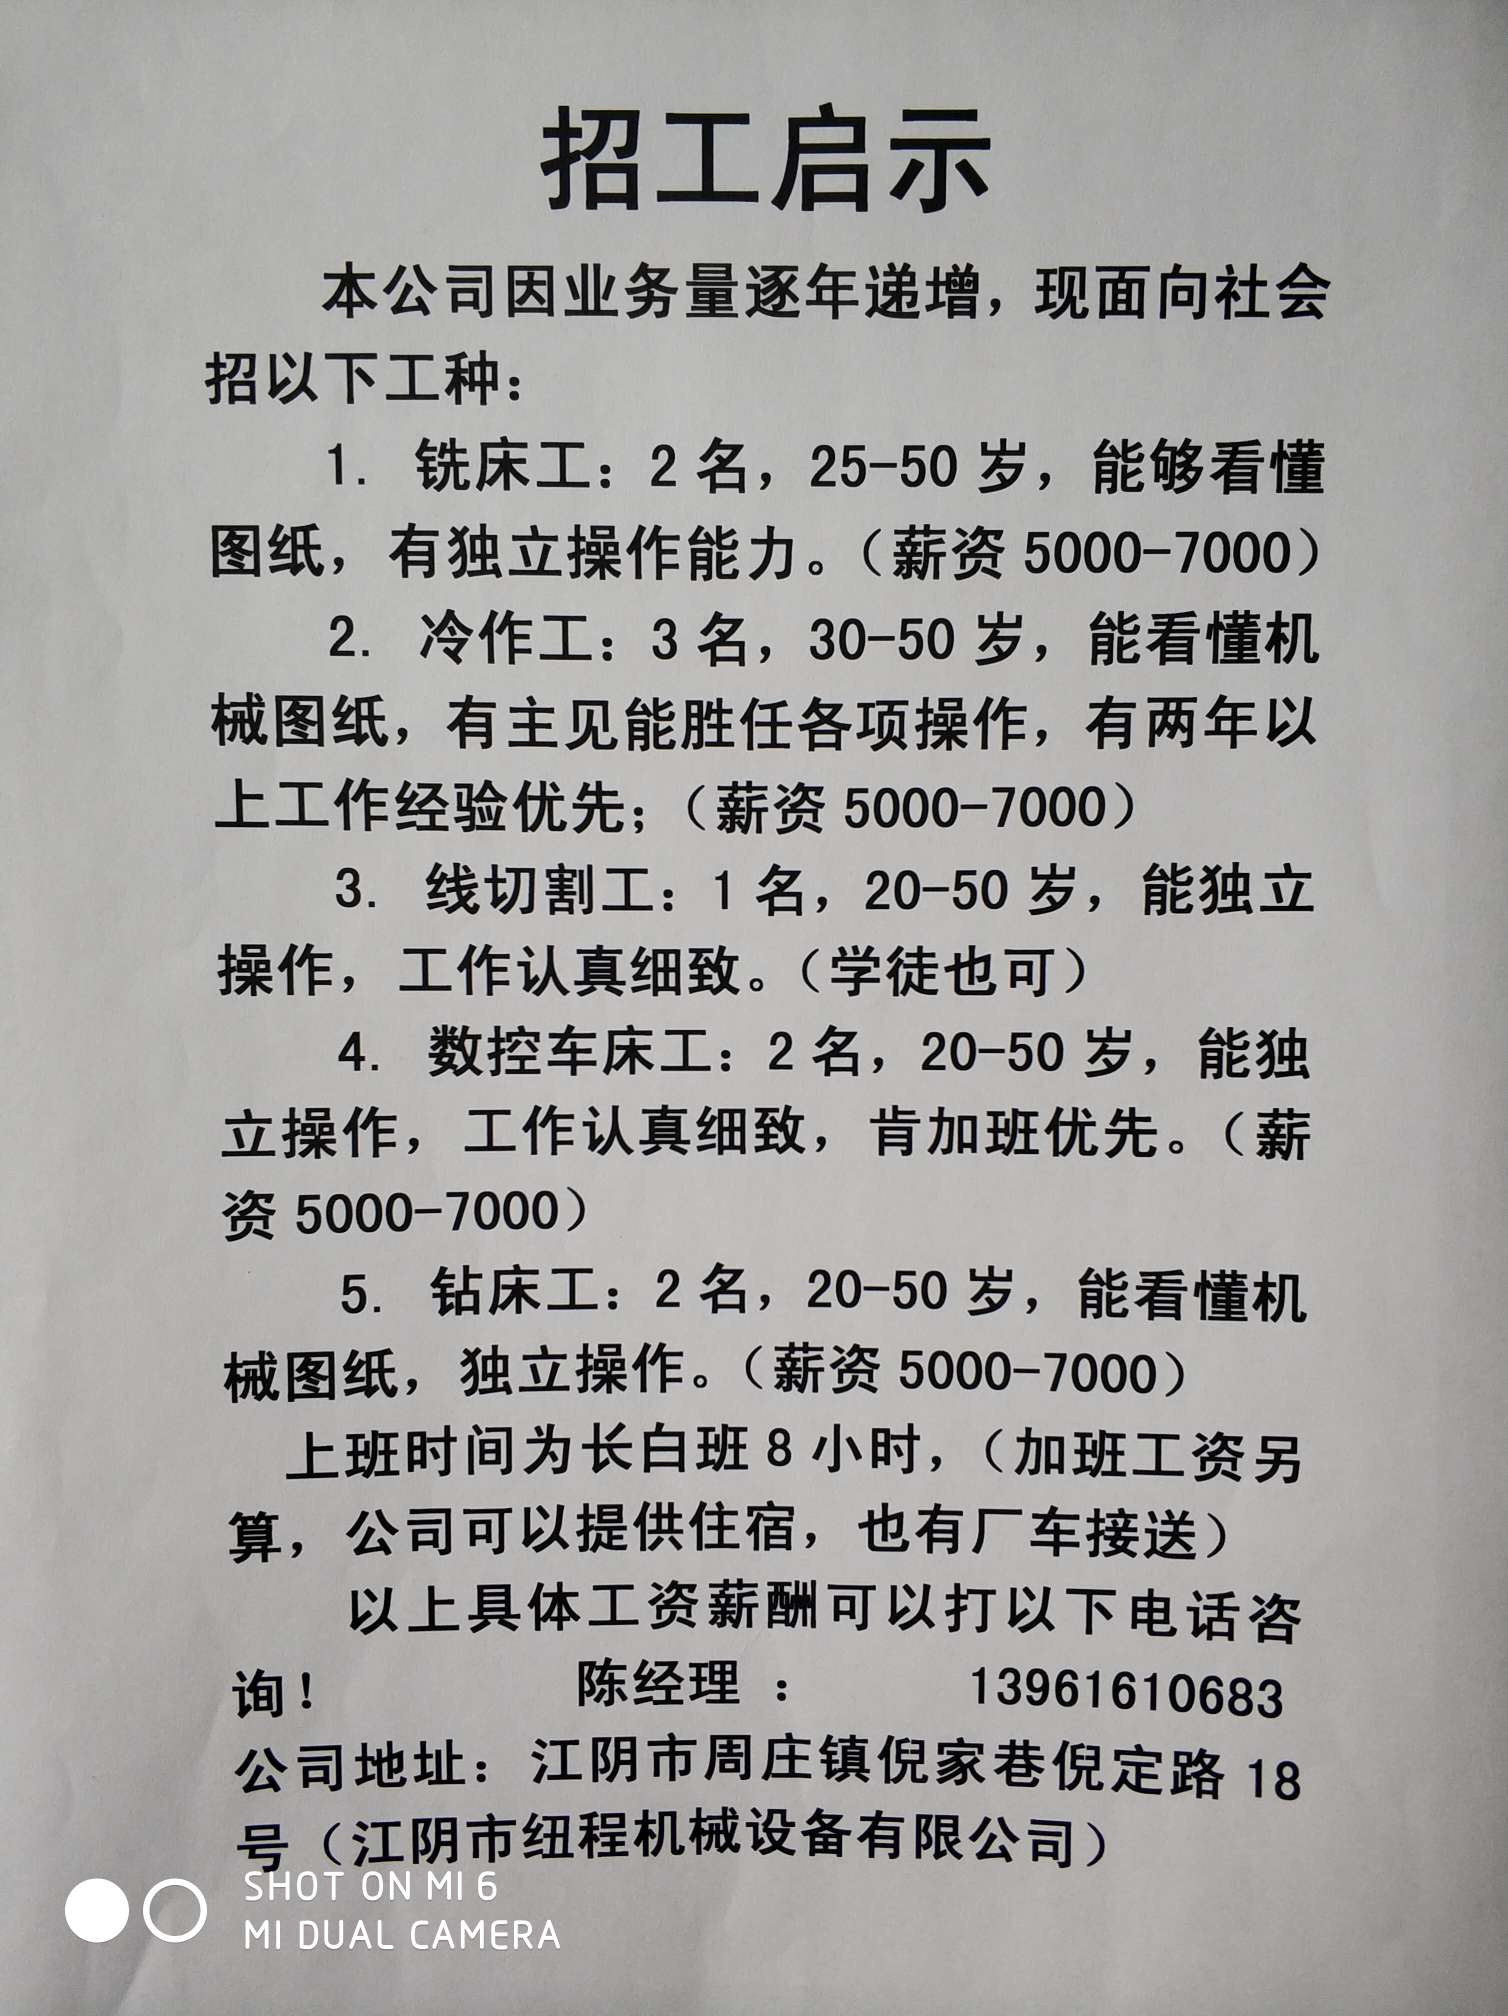 招工启示
本公司因业务量逐年递增，现面向社会
招以下工种：
1. 铣床工：2 名，25-50 岁，能够看懂
图纸，有独立操作能力。（薪资 5000-7000）
2. 冷作工：3 名，30-50 岁，能看懂机
械图纸，有主见能胜任各项操作，有两年以
上工作经验优先；（薪资 5000-7000）
3. 线切割工：1 名，20-50 岁，能独立
操作，工作认真细致。（学徒也可）
4. 数控车床工：2 名，20-50 岁，能独
立操作，工作认真细致，肯加班优先。（薪
资 5000-7000）
5. 钻床工：2 名，20-50 岁，能看懂机
械图纸，独立操作。（薪资 5000-7000）
上班时间为长白班 8 小时，（加班工资另
算，公司可以提供住宿，也有厂车接送）
以上具体工资薪酬可以打以下电话咨
询！ 陈经理 ： 13961610683
公司地址：江阴市周庄镇倪家巷倪定路 18
号（江阴市纽程机械设备有限公司）
SHOT ON MI 6
MI DUAL CAMERA